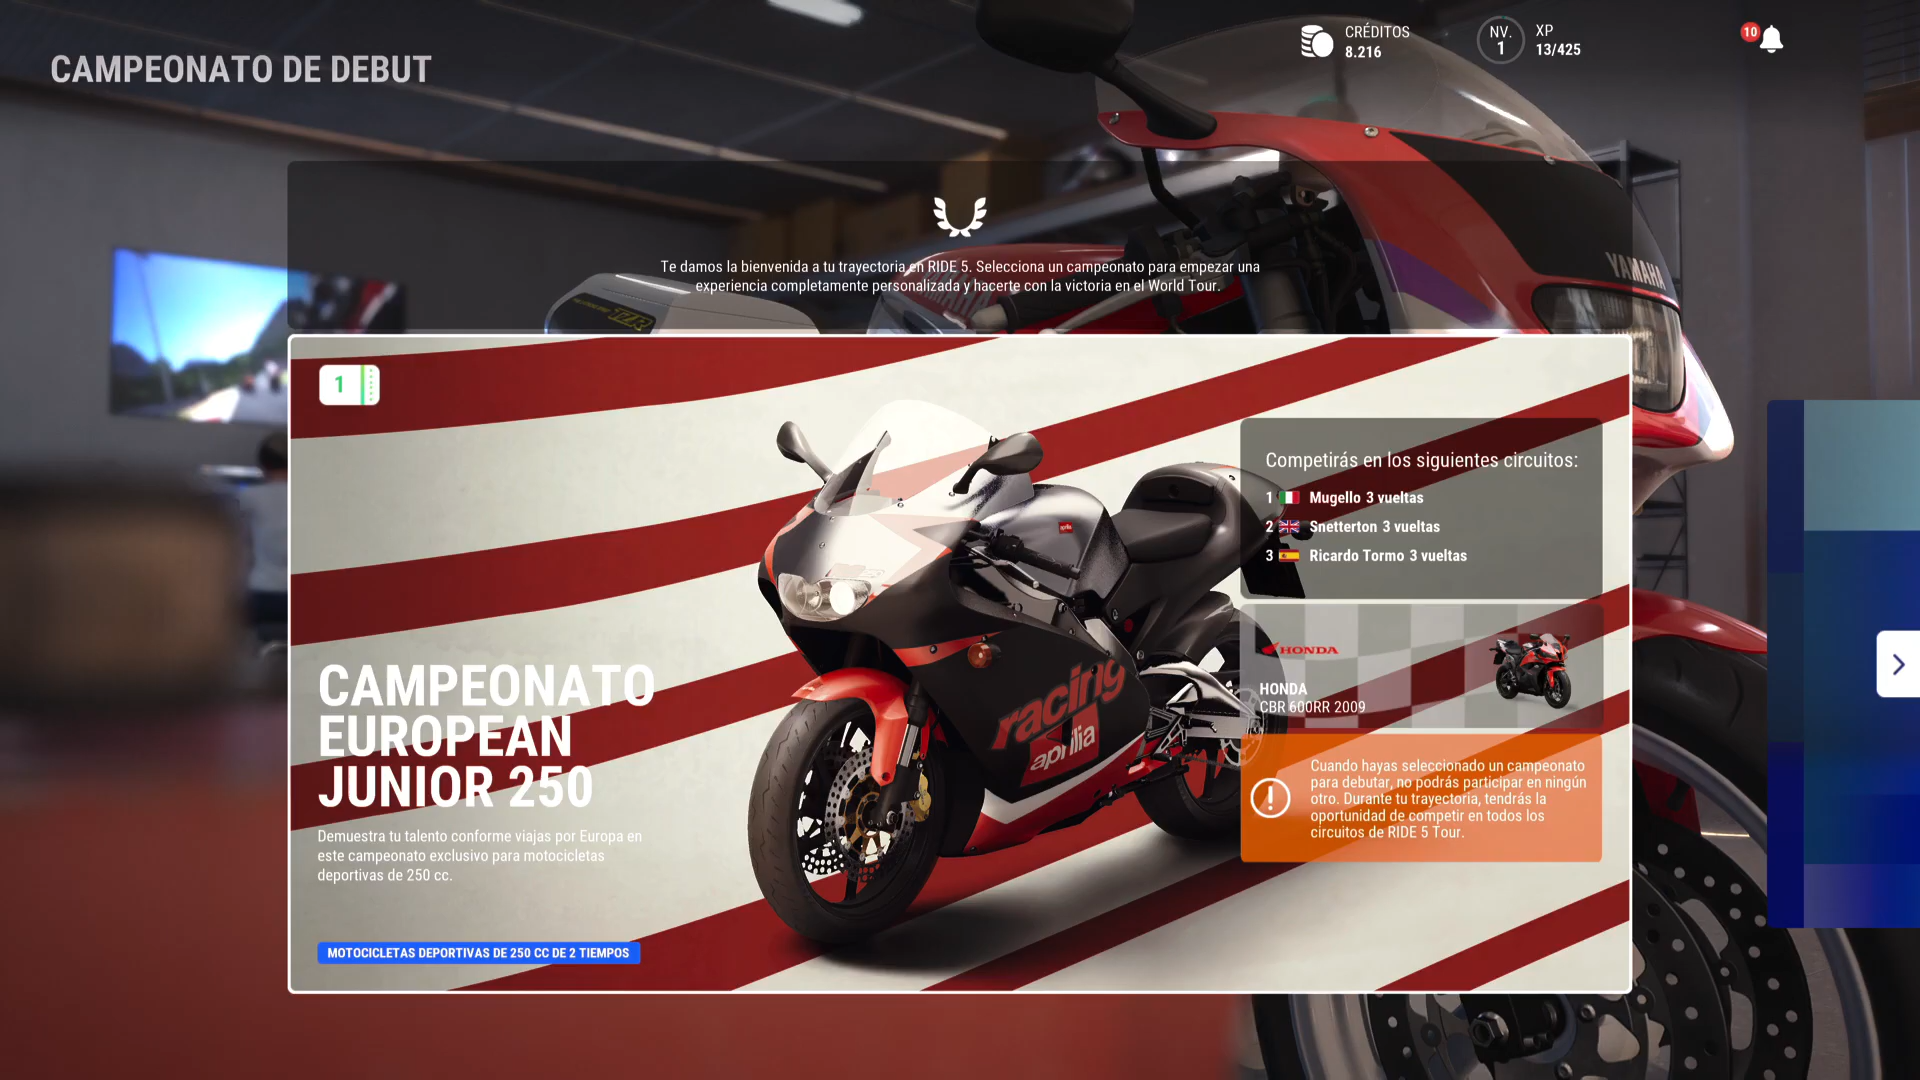 CAMPEONATO DE DEBUT
CRÉDITOS
8.216
NV.
1
XP
13/425
10
Te damos la bienvenida a tu trayectoria en RIDE 5. Selecciona un campeonato para empezar una
experiencia completamente personalizada y hacerte con la victoria en el World Tour.
YAMAHA
TZR
1
Competirás en los siguientes circuitos:
1 Mugello 3 vueltas
2 Snetterton 3 vueltas
3 Ricardo Tormo 3 vueltas
HONDA
HONDA
CBR 600RR 2009
racing
aprilia
CAMPEONATO
EUROPEAN
JUNIOR 250
Demuestra tu talento conforme viajas por Europa en
este campeonato exclusivo para motocicletas
deportivas de 250 cc.
Cuando hayas seleccionado un campeonato
para debutar, no podrás participar en ningún
otro. Durante tu trayectoria, tendrás la
oportunidad de competir en todos los
circuitos de RIDE 5 Tour.
MOTOCICLETAS DEPORTIVAS DE 250 CC DE 2 TIEMPOS